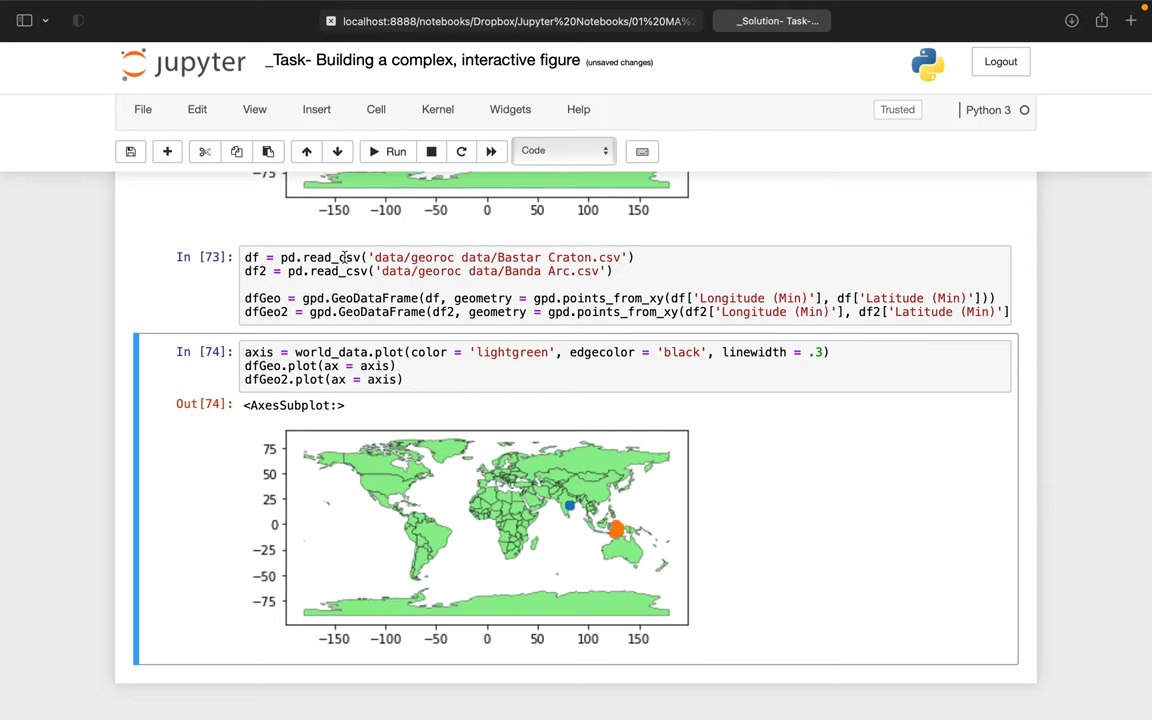 localhost:8888/notebooks/Dropbox/Jupyter%20Notebooks/01%20MA%
_Solution- Task-...
jupyter _Task- Building a complex, interactive figure (unsaved changes)
Logout
File Edit View Insert Cell Kernel Widgets Help
Trusted
Python 3
Run
Code
−75
−150 −100 −50 0 50 100 150
In [73]: df = pd.read_csv('data/georoc data/Bastar Craton.csv')
df2 = pd.read_csv('data/georoc data/Banda Arc.csv')
dfGeo = gpd.GeoDataFrame(df, geometry = gpd.points_from_xy(df['Longitude (Min)'], df['Latitude (Min)']))
dfGeo2 = gpd.GeoDataFrame(df2, geometry = gpd.points_from_xy(df2['Longitude (Min)'], df2['Latitude (Min)']
In [74]: axis = world_data.plot(color = 'lightgreen', edgecolor = 'black', linewidth = .3)
dfGeo.plot(ax = axis)
dfGeo2.plot(ax = axis)
Out[74]: <AxesSubplot:>
75
50
25
0
−25
−50
−75
−150 −100 −50 0 50 100 150